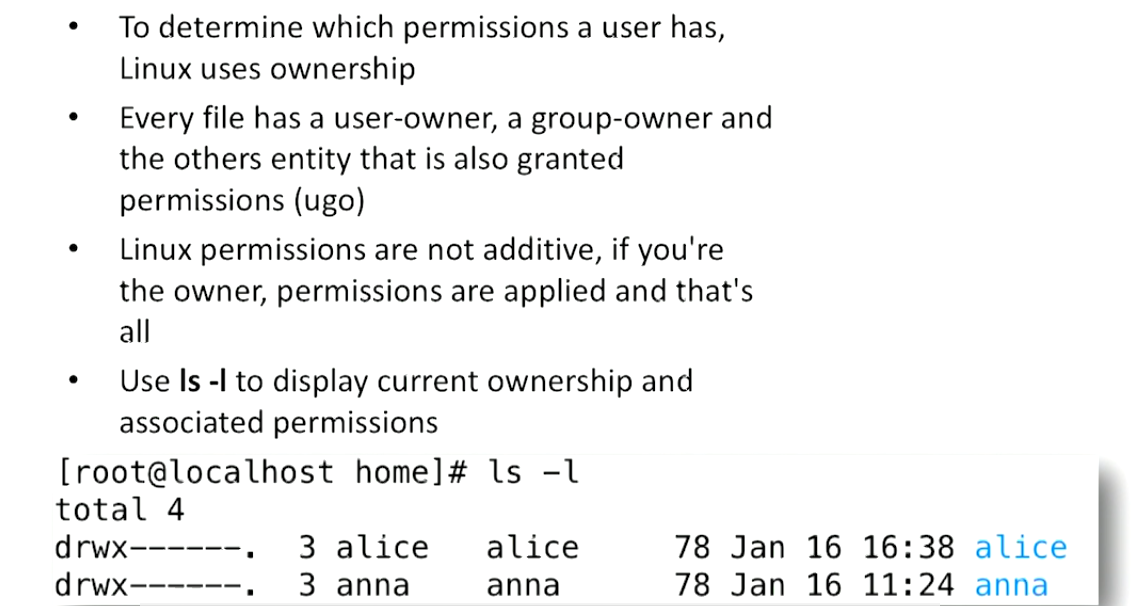 • To determine which permissions a user has,
Linux uses ownership
• Every file has a user-owner, a group-owner and
the others entity that is also granted
permissions (ugo)
• Linux permissions are not additive, if you're
the owner, permissions are applied and that's
all
• Use ls -l to display current ownership and
associated permissions
[root@localhost home]# ls -l
total 4
drwx------. 3 alice alice 78 Jan 16 16:38 alice
drwx------. 3 anna anna 78 Jan 16 11:24 anna